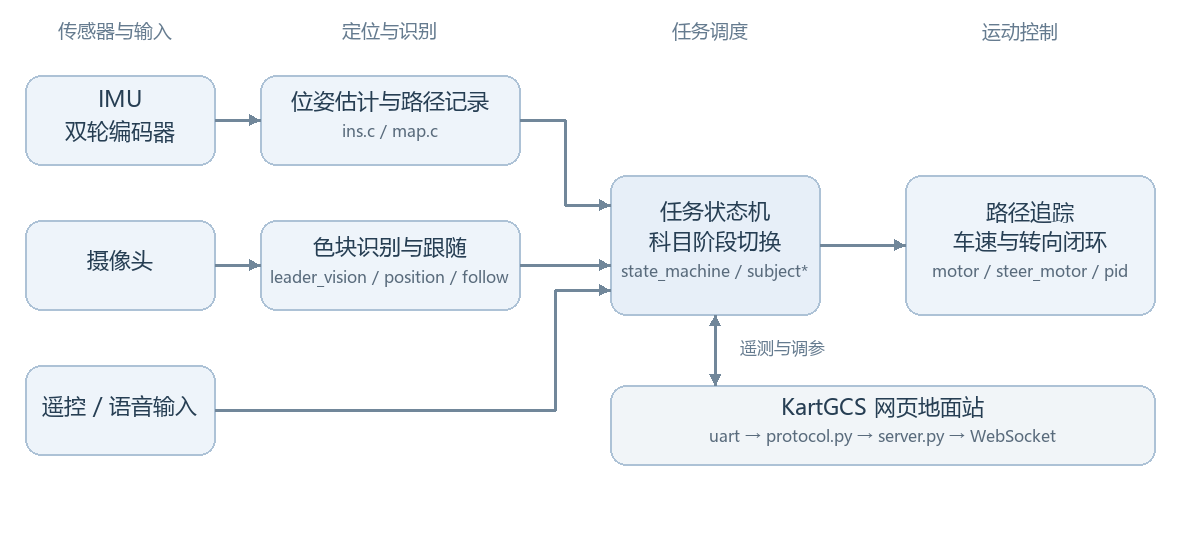 传感器与输入
定位与识别
任务调度
运动控制
IMU
双轮编码器
位姿估计与路径记录
ins.c / map.c
摄像头
色块识别与跟随
leader_vision / position / follow
遥控 / 语音输入
任务状态机
科目阶段切换
state_machine / subject*
路径追踪
车速与转向闭环
motor / steer_motor / pid
遥测与调参
KartGCS 网页地面站
uart → protocol.py → server.py → WebSocket